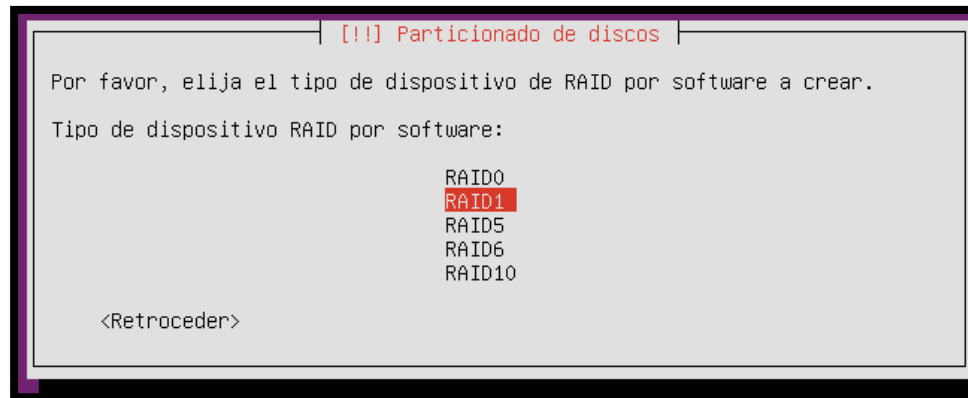 [!!] Particionado de discos
Por favor, elija el tipo de dispositivo de RAID por software a crear.
Tipo de dispositivo RAID por software:
RAID0
RAID1
RAID5
RAID6
RAID10
<Retroceder>